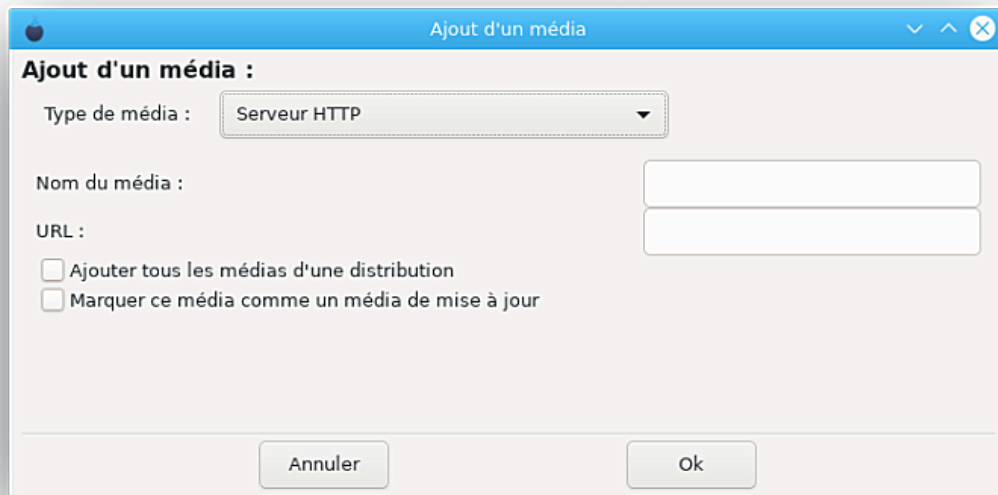 Ajout d'un média
Ajout d'un média :
Type de média : Serveur HTTP
Nom du média :
URL :
Ajouter tous les médias d'une distribution
Marquer ce média comme un média de mise à jour
Annuler Ok